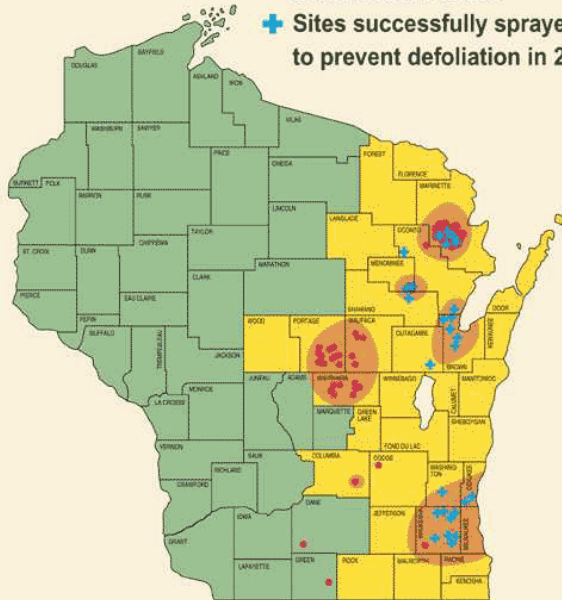 Sites successfully spraye
to prevent defoliation in 2
DOUGLAS
BAYFIELD
ASHLAND
IRON
VILAS
WASHBURN
SAWYER
PRICE
ONEIDA
FOREST
FLORENCE
MARINETTE
BURNETT
POLK
BARRON
RUSK
LINCOLN
LANGLADE
OCONTO
TAYLOR
CHIPPEWA
ST. CROIX
DUNN
MARATHON
MENOMINEE
CLARK
PIERCE
EAU CLAIRE
SHAWANO
DOOR
PEPIN
BUFFALO
TREMPEALEAU
JACKSON
WOOD
PORTAGE
WAUPACA
OUTAGAMIE
BROWN
KEWAUNEE
MONROE
JUNEAU
ADAMS
WAUSHARA
WINNEBAGO
CALUMET
MANITOWOC
LA CROSSE
MARQUETTE
GREEN
LAKE
FOND DU LAC
SHEBOYGAN
VERNON
SAUK
COLUMBIA
DODGE
WASHING
TON
OZAUKEE
RICHLAND
CRAWFORD
DANE
JEFFERSON
WAUKESHA
MILWAUKEE
IOWA
GRANT
LAFAYETTE
GREEN
ROCK
WALWORTH
RACINE
KENOSHA